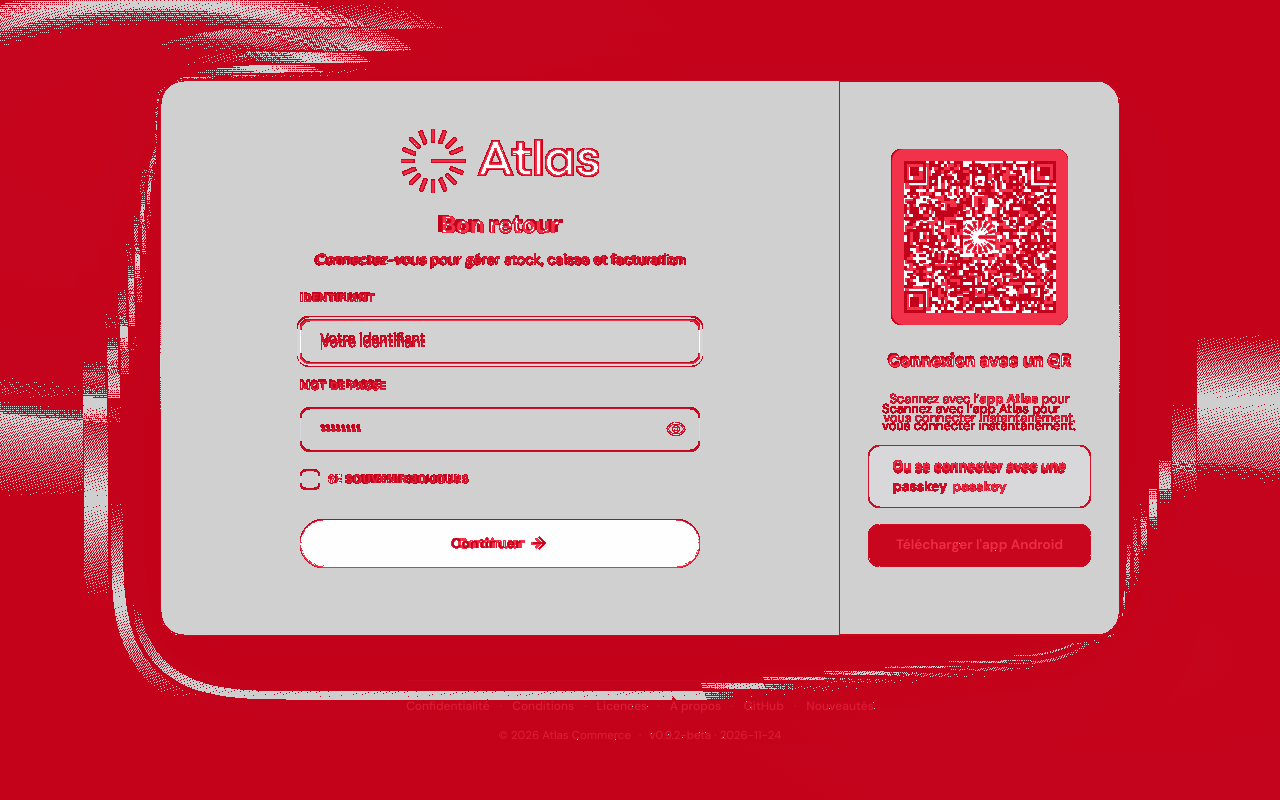 Atlas
Bon retour
Connectez-vous pour gérer stock, caisse et facturation
IDENTIFIANT
Votre identifiant
MOT DE PASSE
Continuer →
Connexion avec un QR
Scannez avec l'app Atlas pour
vous connecter instantanément.
Ou se connecter avec une
passkey
Télécharger l'app Android
Confidentialité Conditions Licences À propos GitHub Nouveautés
© 2026 Atlas Commerce · v0.9.2-beta · 2026-11-24